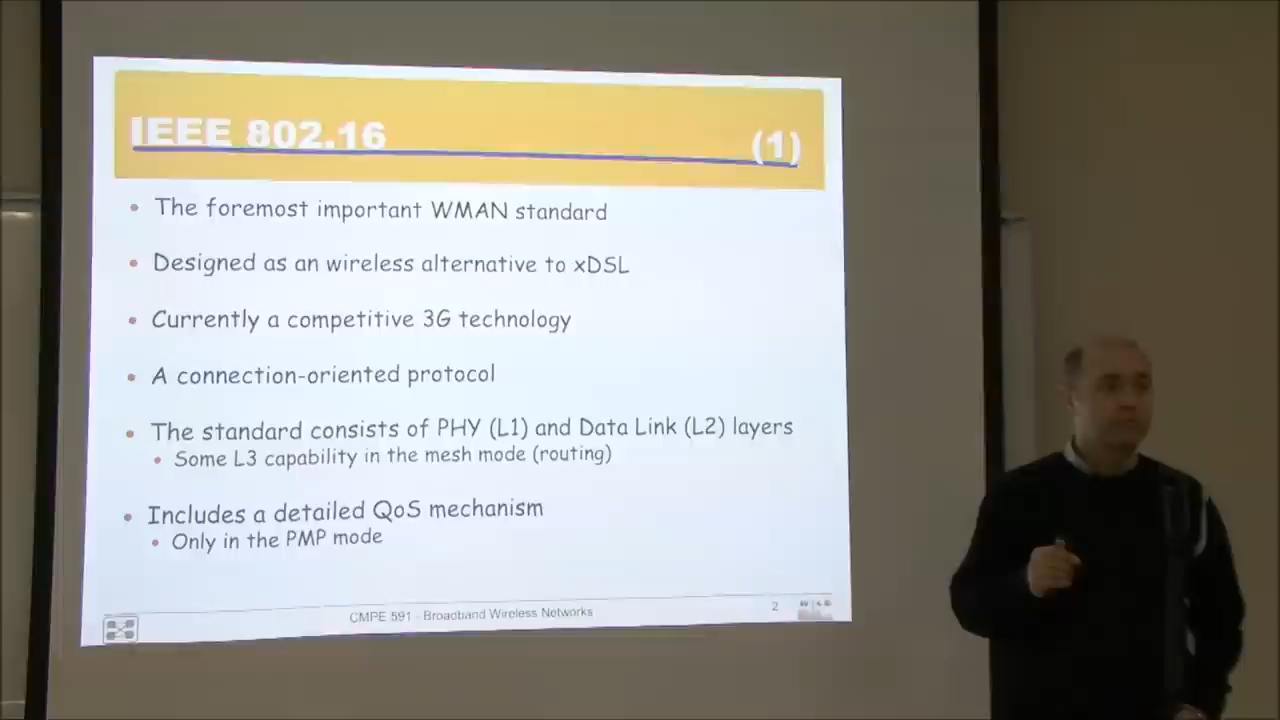 IEEE 802.16 (1)
• The foremost important WMAN standard
• Designed as an wireless alternative to xDSL
• Currently a competitive 3G technology
• A connection-oriented protocol
• The standard consists of PHY (L1) and Data Link (L2) layers
• Some L3 capability in the mesh mode (routing)
• Includes a detailed QoS mechanism
• Only in the PMP mode
CMPE 591 - Broadband Wireless Networks 2